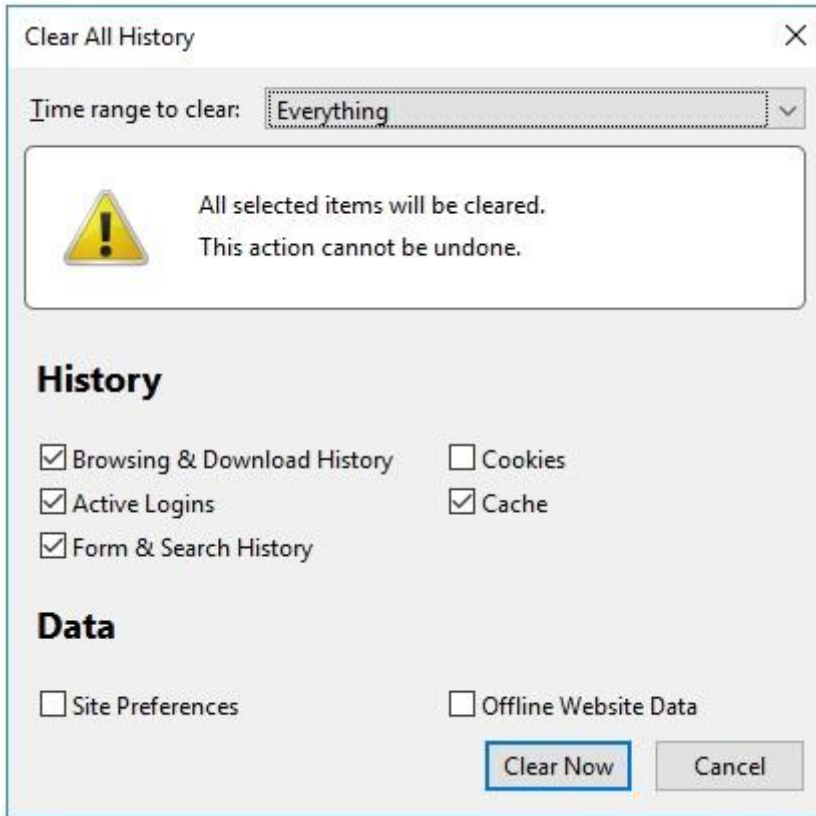 Clear All History
Time range to clear: Everything
All selected items will be cleared.
This action cannot be undone.
History
Browsing & Download History Cookies
Active Logins Cache
Form & Search History
Data
Site Preferences Offline Website Data
Clear Now Cancel